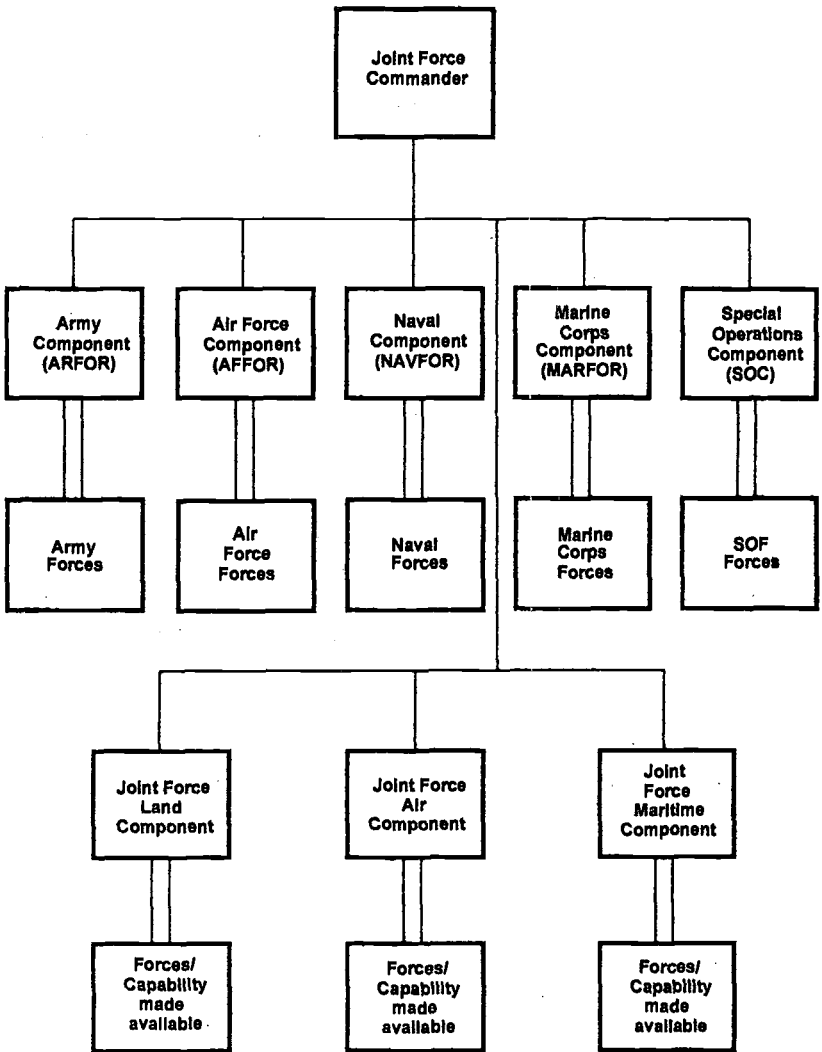 Joint Force
Commander
Army
Component
(ARFOR)
Air Force
Component
(AFFOR)
Naval
Component
(NAVFOR)
Marine
Corps
Component
(MARFOR)
Special
Operations
Component
(SOC)
Army
Forces
Air
Force
Forces
Naval
Forces
Marine
Corps
Forces
SOF
Forces
Joint Force
Land
Component
Joint Force
Air
Component
Joint
Force
Maritime
Component
Forces/
Capability
made
available
Forces/
Capability
made
available
Forces/
Capability
made
available